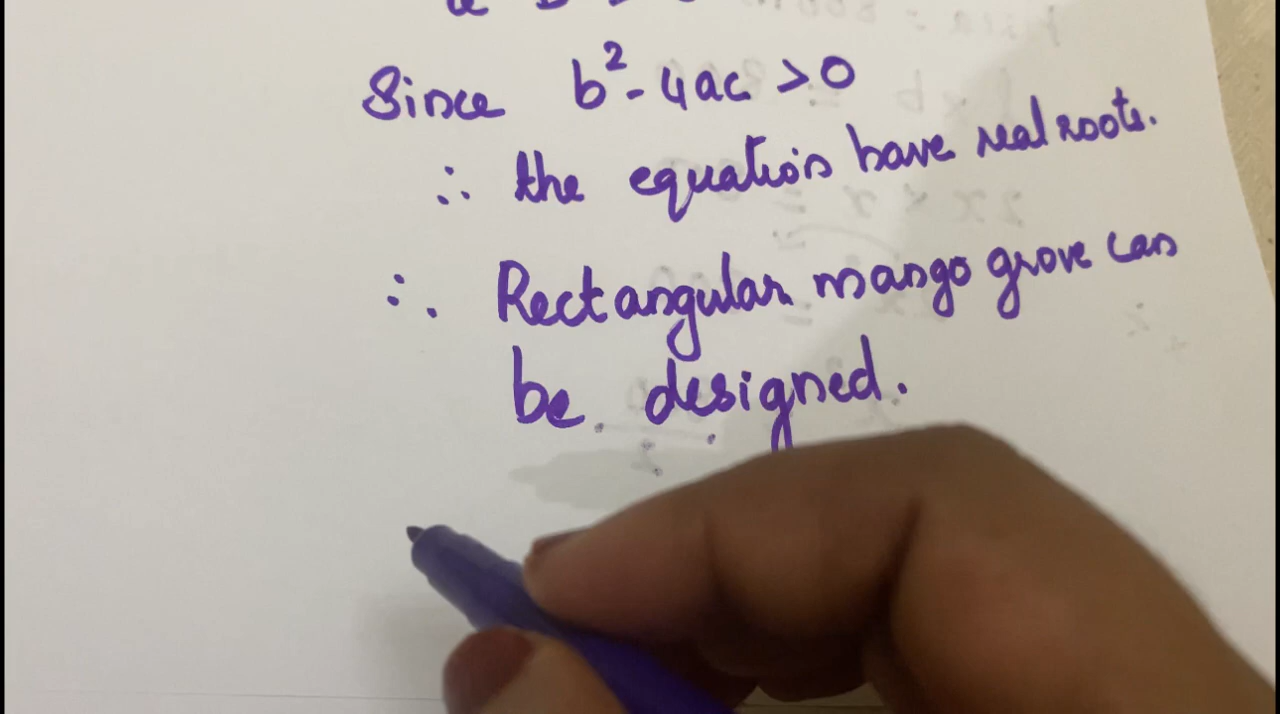 Since b² - 4ac > 0
∴ the equation have real roots.
∴ Rectangular mango grove can
be designed.